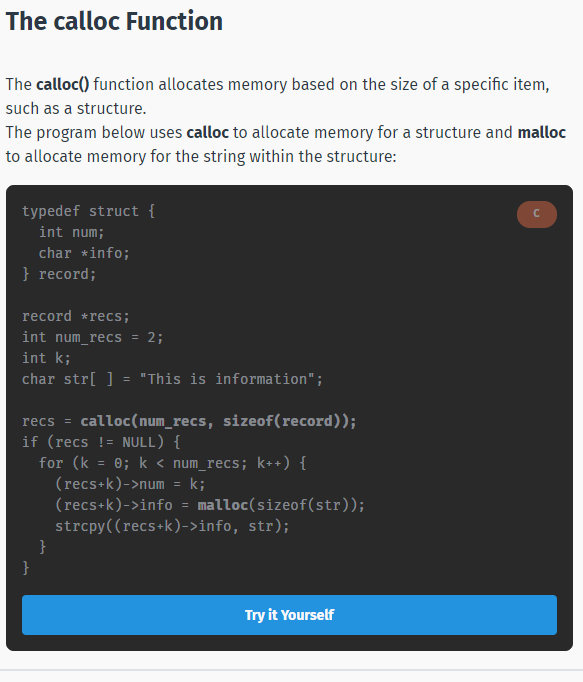 The calloc Function
The calloc() function allocates memory based on the size of a specific item,
such as a structure.
The program below uses calloc to allocate memory for a structure and malloc
to allocate memory for the string within the structure:
C
typedef struct {
  int num;
  char *info;
} record;

record *recs;
int num_recs = 2;
int k;
char str[ ] = "This is information";

recs = calloc(num_recs, sizeof(record));
if (recs != NULL) {
  for (k = 0; k < num_recs; k++) {
    (recs+k)->num = k;
    (recs+k)->info = malloc(sizeof(str));
    strcpy((recs+k)->info, str);
  }
}
Try it Yourself